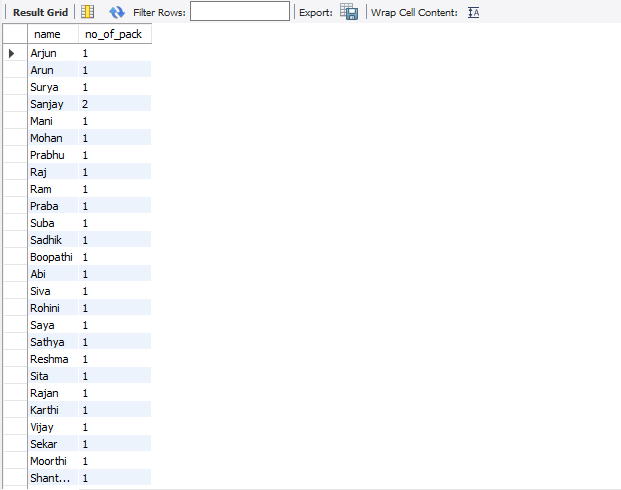 Result Grid Filter Rows: Export: Wrap Cell Content:
name no_of_pack
Arjun 1
Arun 1
Surya 1
Sanjay 2
Mani 1
Mohan 1
Prabhu 1
Raj 1
Ram 1
Praba 1
Suba 1
Sadhik 1
Boopathi 1
Abi 1
Siva 1
Rohini 1
Saya 1
Sathya 1
Reshma 1
Sita 1
Rajan 1
Karthi 1
Vijay 1
Sekar 1
Moorthi 1
Shant... 1